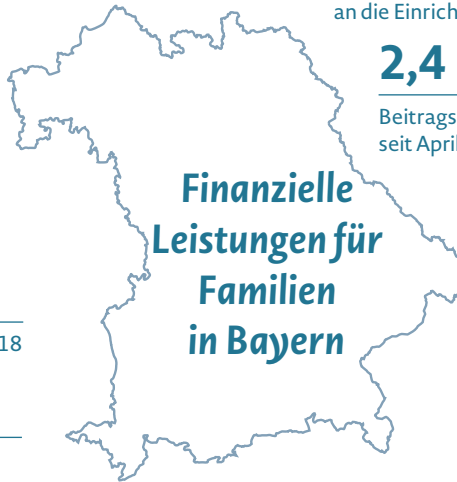 an die Einrich
2,4
Beitrags
seit April
Finanzielle
Leistungen für
Familien
in Bayern
18